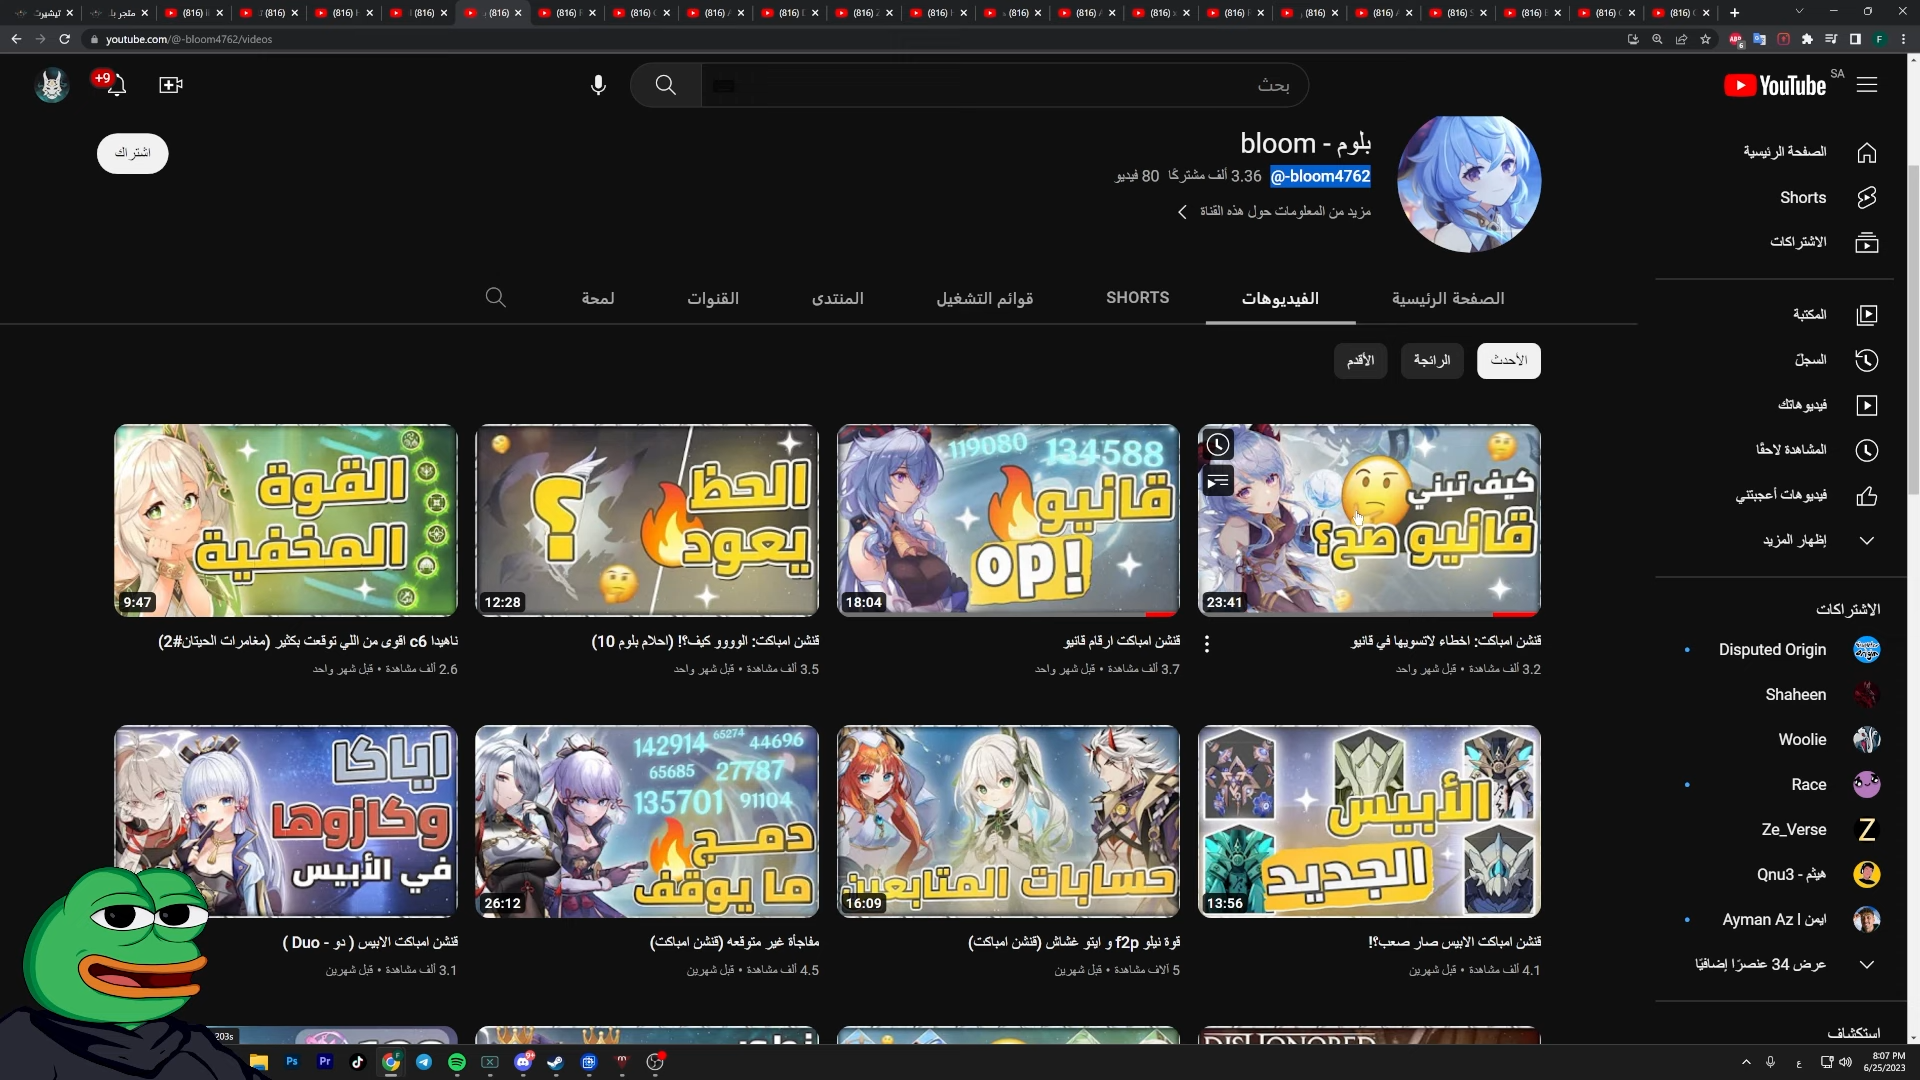 youtube.com/@-bloom4762/videos
+9
بحث
YouTube SA
بلوم - bloom
@-bloom4762 3.36 ألف مشتركًا 80 فيديو
مزيد من المعلومات حول هذه القناة
اشتراك
الصفحة الرئيسية
الفيديوهات
SHORTS
قوائم التشغيل
المنتدى
القنوات
لمحة
الأحدث
الرائجة
الأقدم
كيف تبني
قانيو صح؟
23:41
قنشن امباكت: اخطاء لاتسويها في قانيو
3.2 ألف مشاهدة • قبل شهر واحد
119080 134588
قانيو
op!
18:04
قنشن امباكت ارقام قانيو
3.7 ألف مشاهدة • قبل شهر واحد
الحظ
يعود
؟
12:28
قنشن امباكت: الوووو كيف؟! (احلام بلوم 10)
3.5 ألف مشاهدة • قبل شهر واحد
القوة
المخفية
9:47
ناهيدا c6 اقوى من اللي توقعت بكثير (مغامرات الحيتان#2)
2.6 ألف مشاهدة • قبل شهر واحد
الأبيس
الجديد
13:56
قنشن امباكت الابيس صار صعب؟!
4.1 ألف مشاهدة • قبل شهرين
حسابات المتابعين
16:09
قوة نيلو f2p و ايتو غشاش (قنشن امباكت)
5 آلاف مشاهدة • قبل شهرين
142914 65274 44696
65685 27787
135701 91104
دمج
ما يوقف
26:12
مفاجأة غير متوقعه (قنشن امباكت)
4.5 ألف مشاهدة • قبل شهرين
اياكا
وكازوها
في الأبيس
قنشن امباكت الابيس ( دو - Duo )
3.1 ألف مشاهدة • قبل شهرين
DISHONORED
203s
الصفحة الرئيسية
Shorts
الاشتراكات
المكتبة
السجلّ
فيديوهاتك
المشاهدة لاحقًا
فيديوهات أعجبتني
إظهار المزيد
الاشتراكات
Disputed Origin
Shaheen
Woolie
Race
Ze_Verse
هيثم - Qnu3
ايمن Ayman Az l
عرض 34 عنصرًا إضافيًا
استكشاف
8:07 PM
6/25/2023